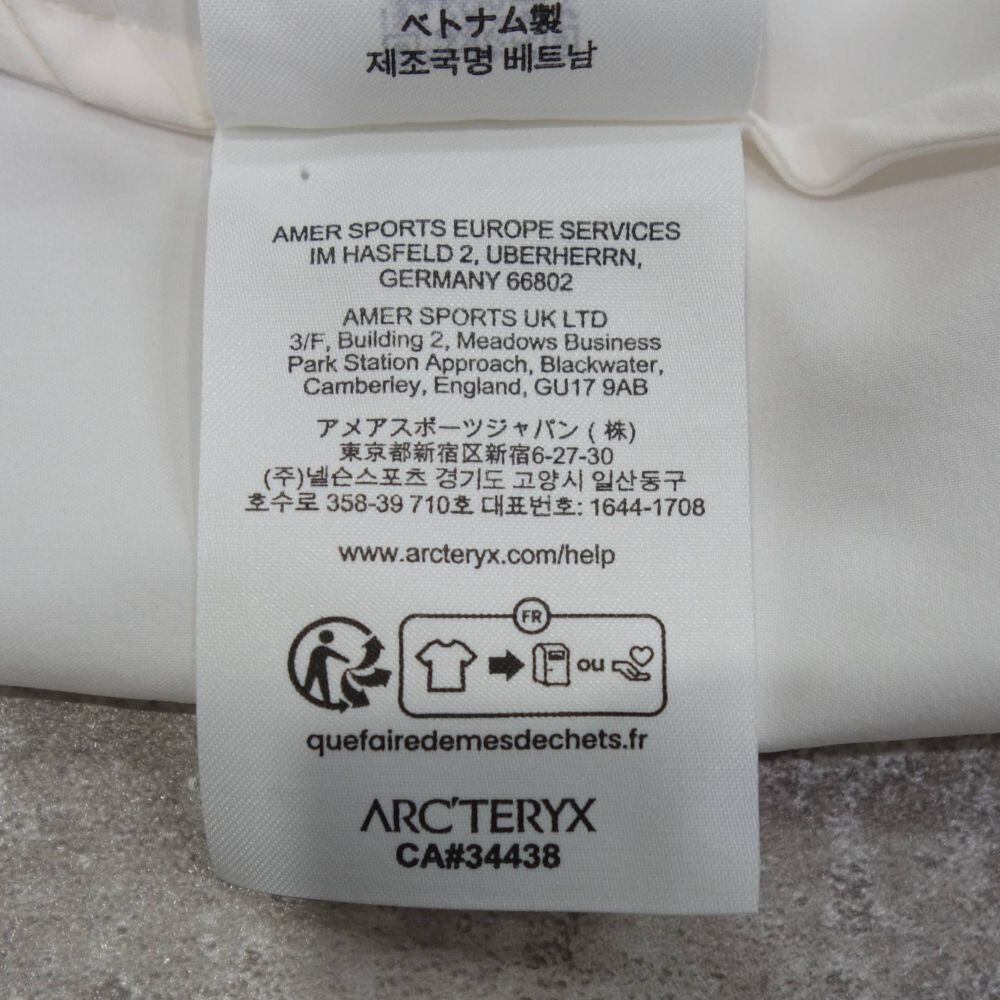 ベトナム製
제조국명 베트남
AMER SPORTS EUROPE SERVICES
IM HASFELD 2, UBERHERRN,
GERMANY 66802
AMER SPORTS UK LTD
3/F, Building 2, Meadows Business
Park Station Approach, Blackwater,
Camberley, England, GU17 9AB
アメアスポーツジャパン ( 株)
東京都新宿区新宿6-27-30
(주)넬슨스포츠 경기도 고양시 일산동구
호수로 358-39 710호 대표번호: 1644-1708
www.arcteryx.com/help
FR
ou
quefairedemesdechets.fr
ARC'TERYX
CA#34438